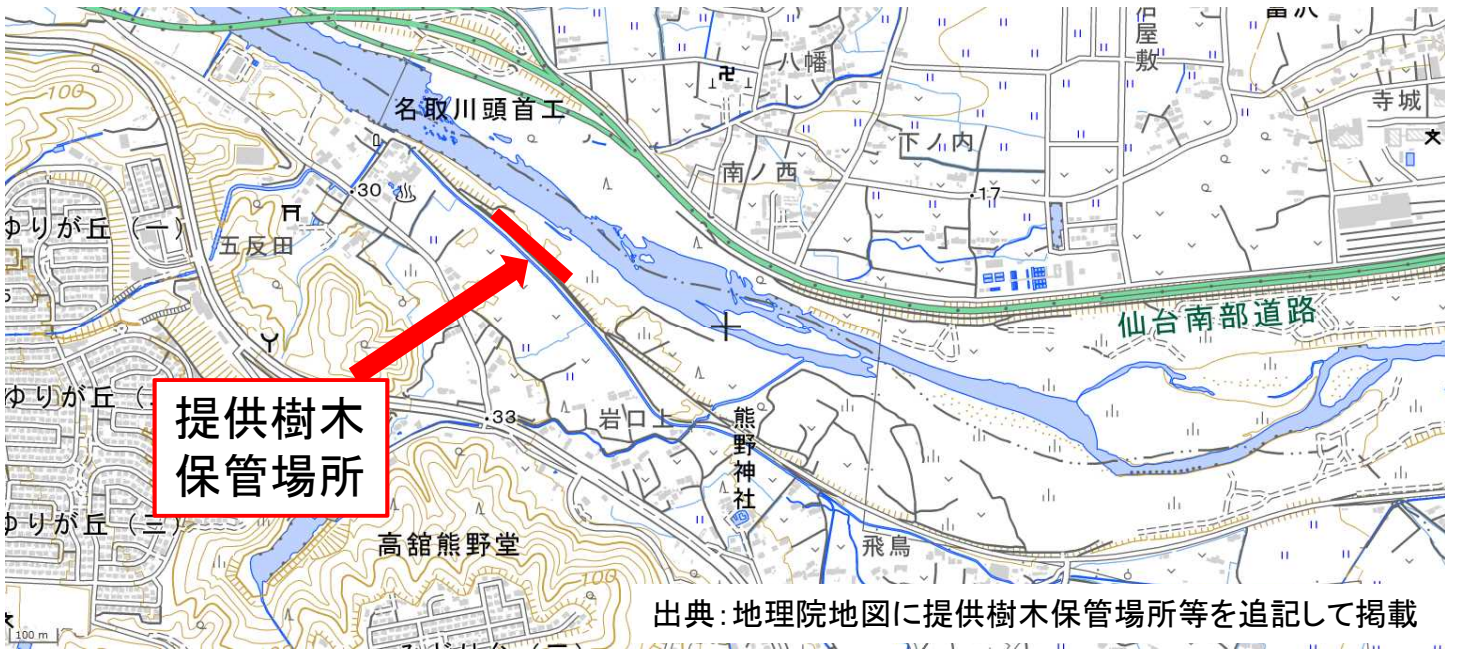 100
名取川頭首工
八幡
屋敷
寺城
下ノ内
南ノ西
・17
・30
ゆりが丘（一）
五反田
仙台南部道路
提供樹木
保管場所
・33
岩口上
熊野神社
ゆりが丘（三）
高舘熊野堂
飛鳥
100
出典：地理院地図に提供樹木保管場所等を追記して掲載
100 m